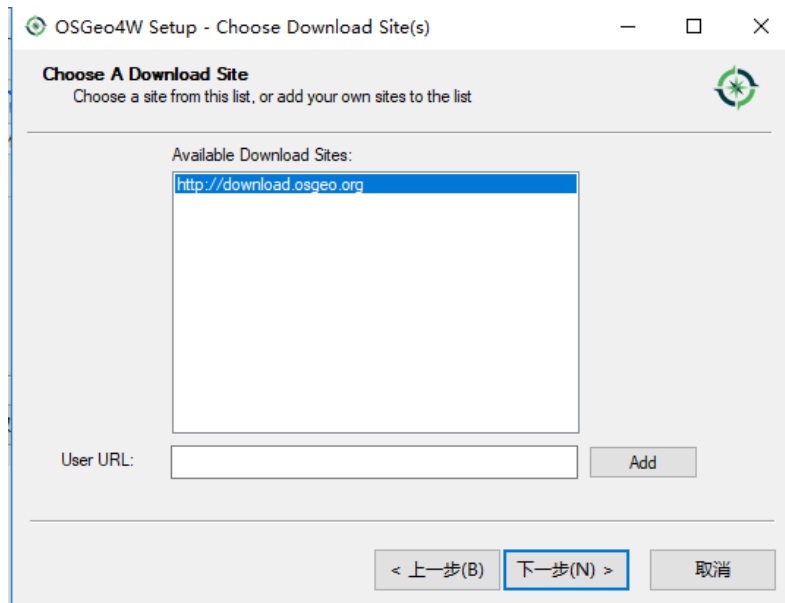 OSGeo4W Setup - Choose Download Site(s)
Choose A Download Site
Choose a site from this list, or add your own sites to the list
Available Download Sites:
http://download.osgeo.org
User URL:
Add
< 上一步(B)
下一步(N) >
取消